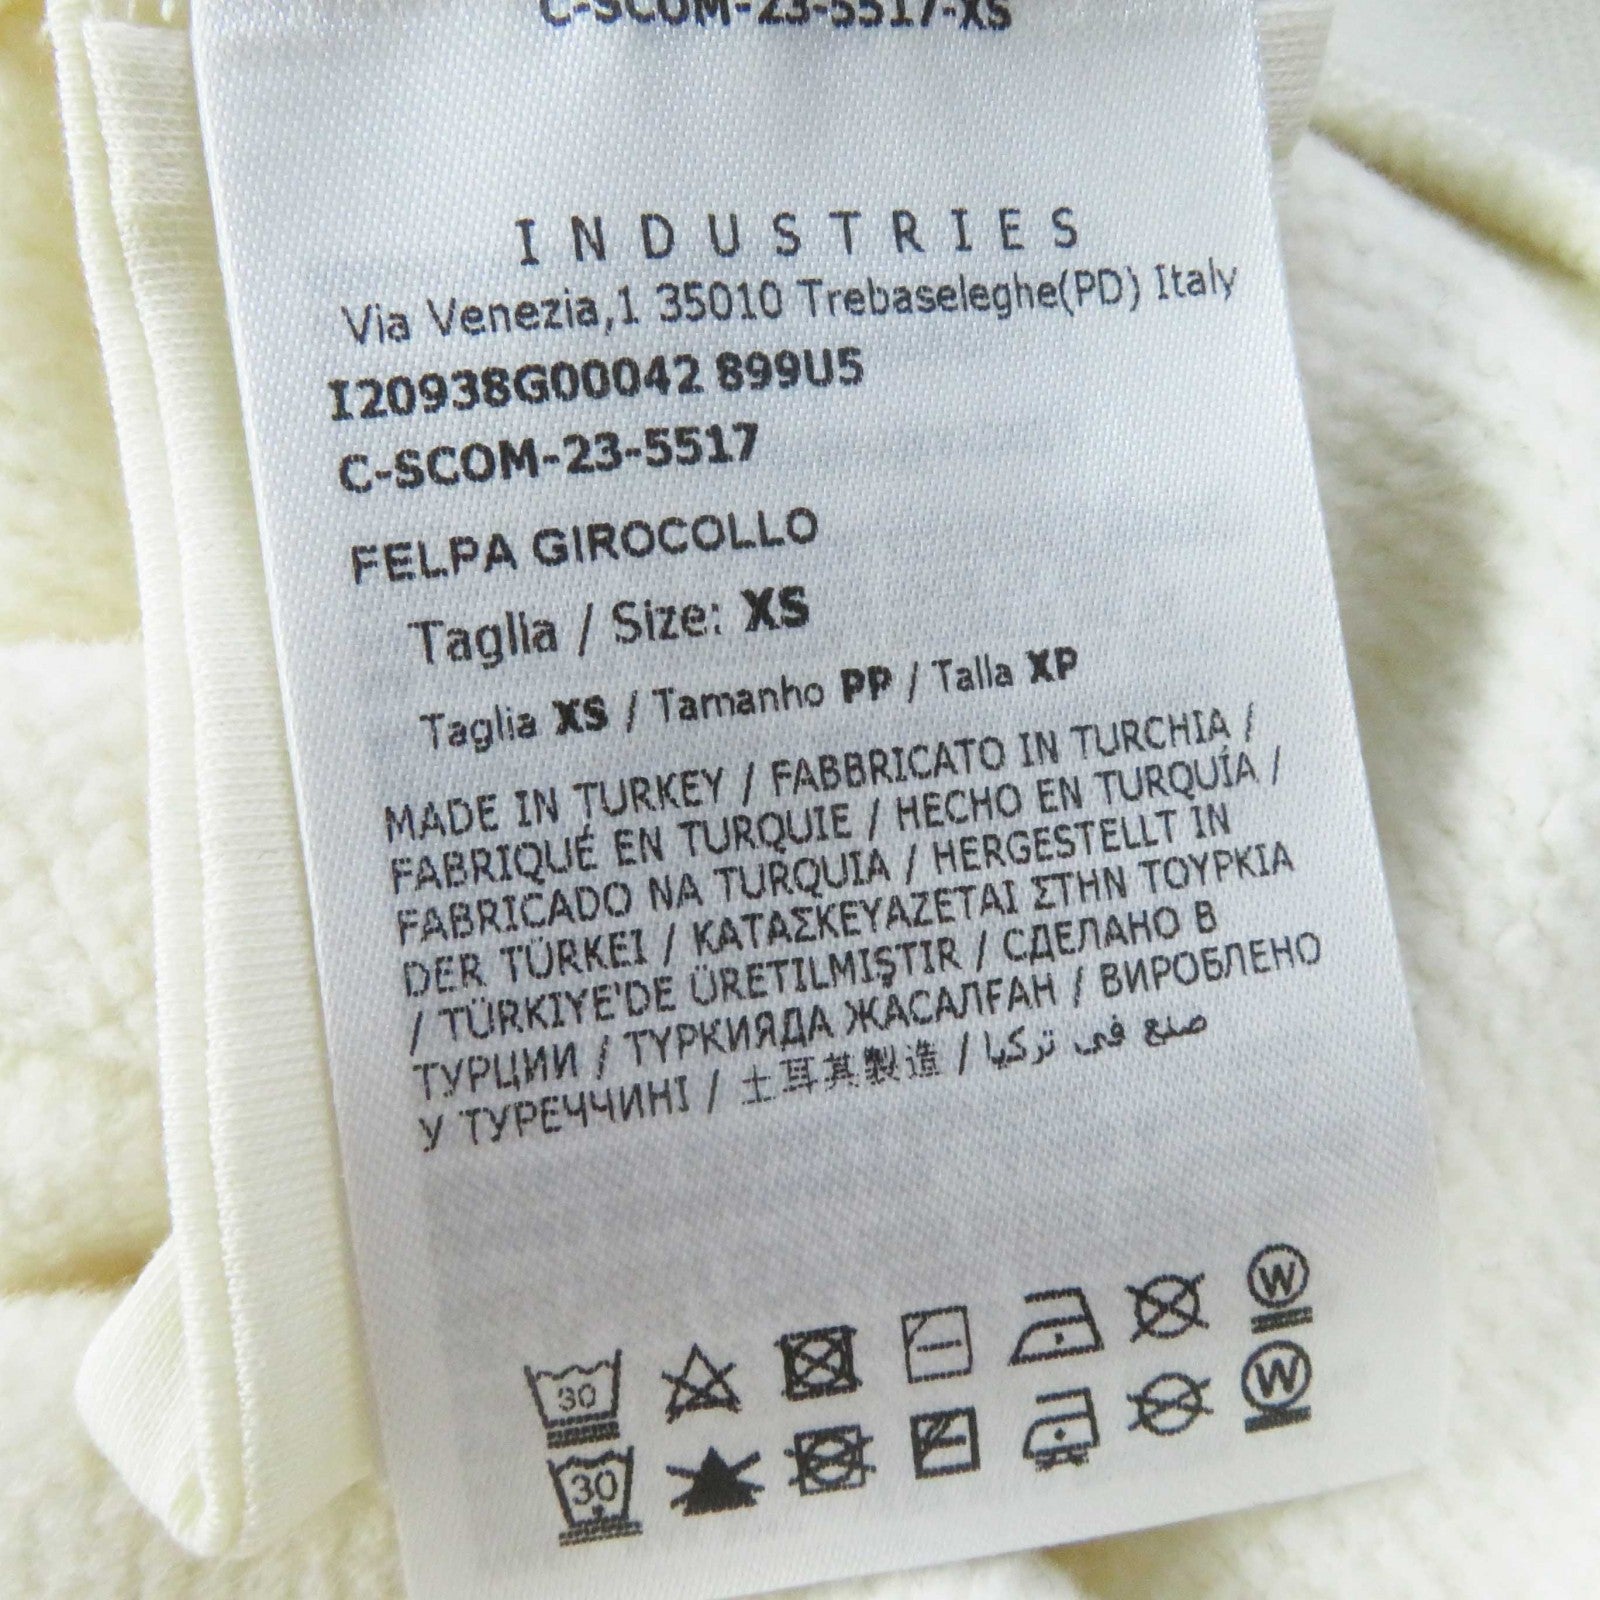 C-SCOM-23-5517-XS
INDUSTRIES
Via Venezia,1 35010 Trebaseleghe(PD) Italy
I20938G00042 899U5
C-SCOM-23-5517
FELPA GIROCOLLO
Taglia / Size: XS
Taglia XS / Tamanho PP / Talla XP
MADE IN TURKEY / FABBRICATO IN TURCHIA /
FABRIQUÉ EN TURQUIE / HECHO EN TURQUÍA /
FABRICADO NA TURQUIA / HERGESTELLT IN
DER TÜRKEI / ΚΑΤΑΣΚΕΥΑΖΕΤΑΙ ΣΤΗΝ ΤΟΥΡΚΙΑ
/ TÜRKIYE'DE ÜRETILMIŞTIR / СДЕЛАНО В
ТУРЦИИ / ТҮРКИЯДА ЖАСАЛҒАН / ВИРОБЛЕНО
У ТУРЕЧЧИНІ / 土耳其製造 / صنع في تركيا
30 W
30 W